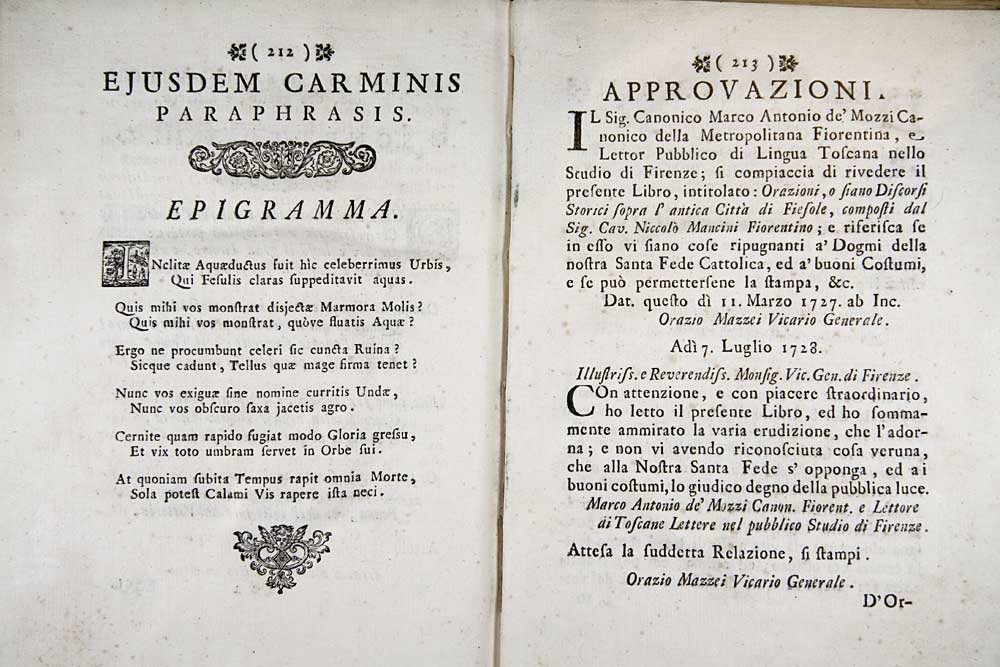 ( 212 )
EJUSDEM CARMINIS
PARAPHRASIS.
EPIGRAMMA.
INclitæ Aquæductus fuit hìc celeberrimus Urbis,
Qui Fesulis claras suppeditavit aquas.
Quis mihi vos monstrat disjectæ Marmora Molis?
Quis mihi vos monstrat, quòve fluatis Aquæ?
Ergo ne procumbunt celeri sic cuncta Ruina?
Sicque cadunt, Tellus quæ mage firma tenet?
Nunc vos exiguæ sine nomine curritis Undæ,
Nunc vos obscuro saxa jacetis agro.
Cernite quam rapido fugiat modo Gloria gressu,
Et vix toto umbram servet in Orbe sui.
At quoniam subita Tempus rapit omnia Morte,
Sola potest Calami Vis rapere ista neci.
( 213 )
APPROVAZIONI.
IL Sig. Canonico Marco Antonio de' Mozzi Ca-
nonico della Metropolitana Fiorentina, e
Lettor Pubblico di Lingua Toscana nello
Studio di Firenze; si compiaccia di rivedere il
presente Libro, intitolato: Orazioni, o siano Discorsi
Storici sopra l' antica Città di Fiesole, composti dal
Sig. Cav. Niccolò Mancini Fiorentino; e riferisca se
in esso vi siano cose ripugnanti a' Dogmi della
nostra Santa Fede Cattolica, ed a' buoni Costumi,
e se può permettersene la stampa, &c.
Dat. questo dì 11. Marzo 1727. ab Inc.
Orazio Mazzei Vicario Generale.
Adì 7. Luglio 1728.
Illustriss. e Reverendiss. Monsig. Vic. Gen. di Firenze.
COn attenzione, e con piacere straordinario,
ho letto il presente Libro, ed ho somma-
mente ammirato la varia erudizione, che l'ador-
na; e non vi avendo riconosciuta cosa veruna,
che alla Nostra Santa Fede s' opponga, ed ai
buoni costumi, lo giudico degno della pubblica luce.
Marco Antonio de' Mozzi Canon. Fiorent. e Lettore
di Toscane Lettere nel pubblico Studio di Firenze.
Attesa la suddetta Relazione, si stampi.
Orazio Mazzei Vicario Generale.
D'Or-